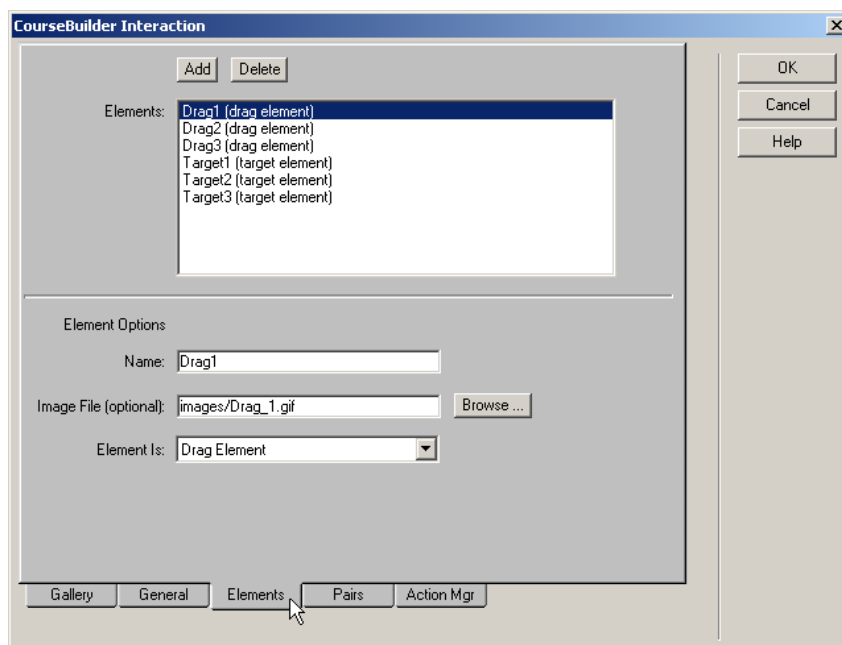 CourseBuilder Interaction
Add Delete
OK
Cancel
Help
Elements:
Drag1 (drag element)
Drag2 (drag element)
Drag3 (drag element)
Target1 (target element)
Target2 (target element)
Target3 (target element)
Element Options
Name: Drag1
Image File (optional): images/Drag_1.gif Browse ...
Element Is: Drag Element
Gallery General Elements Pairs Action Mgr